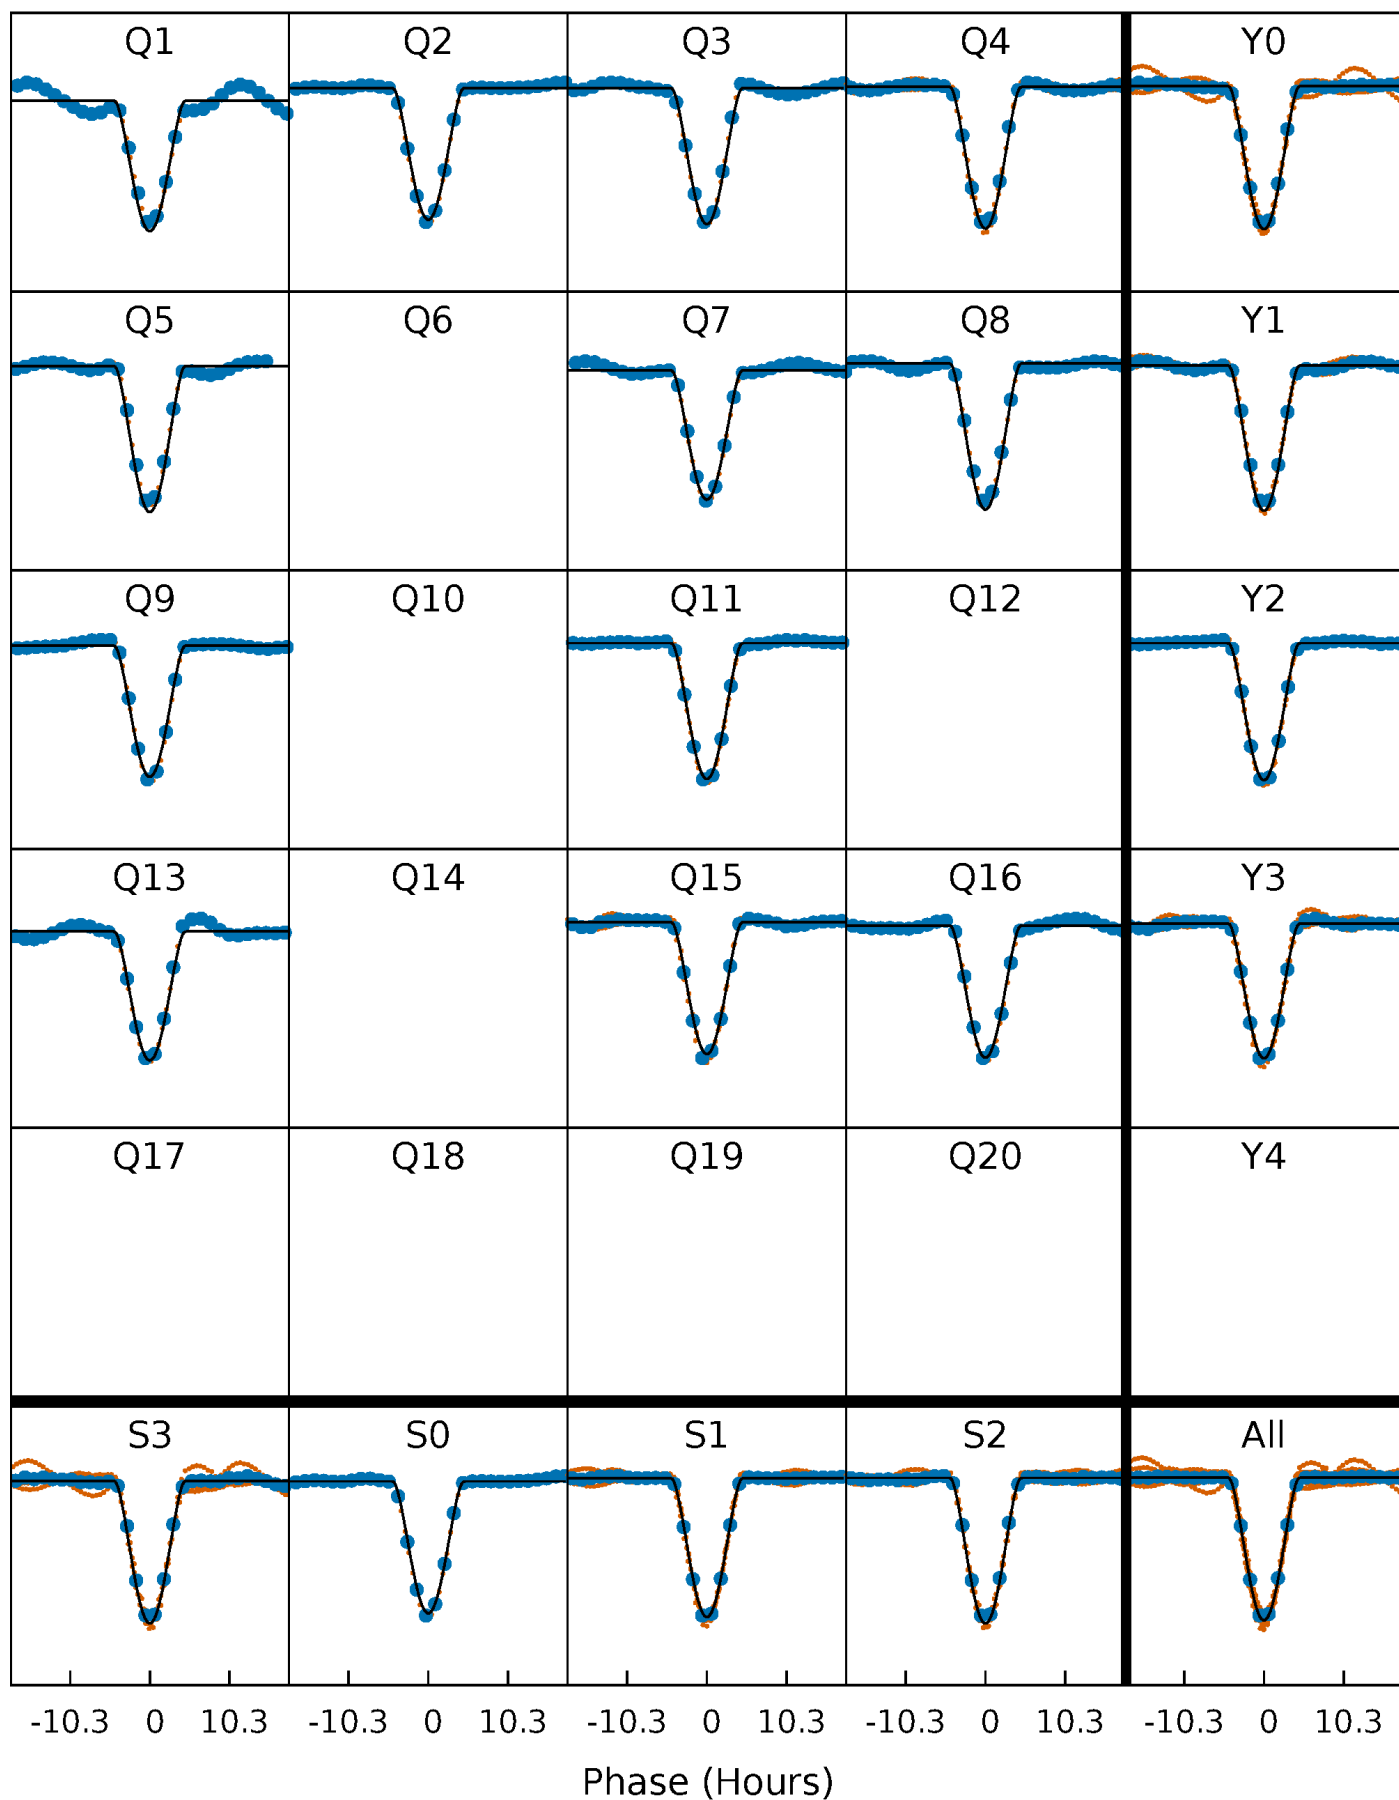 Q1 Q2 Q3 Q4 Y0
Q5 Q6 Q7 Q8 Y1
Q9 Q10 Q11 Q12 Y2
Q13 Q14 Q15 Q16 Y3
Q17 Q18 Q19 Q20 Y4
S3 S0 S1 S2 All
-10.3 0 10.3 -10.3 0 10.3 -10.3 0 10.3 -10.3 0 10.3 -10.3 0 10.3
Phase (Hours)